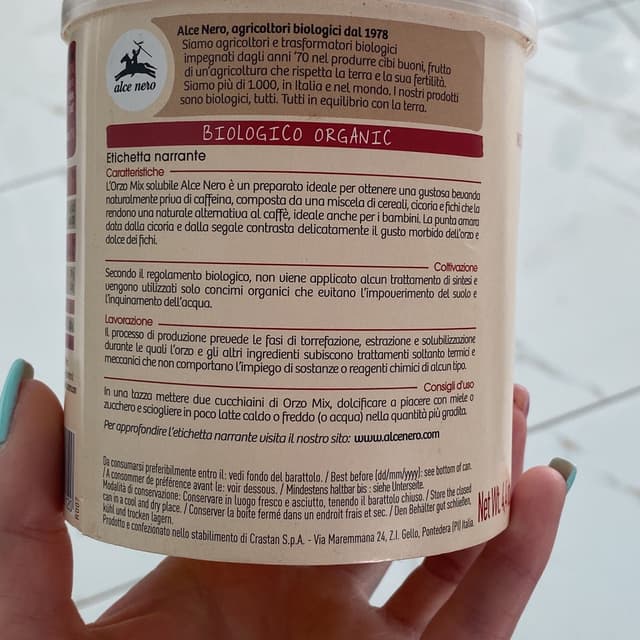 Alce Nero, agricoltori biologici dal 1978
Siamo agricoltori e trasformatori biologici
impegnati dagli anni '70 nel produrre cibi buoni, frutto
di un'agricoltura che rispetta la terra e la sua fertilità.
Siamo più di 1.000, in Italia e nel mondo. I nostri prodotti
sono biologici, tutti. Tutti in equilibrio con la terra.
alce nero
BIOLOGICO ORGANIC
Etichetta narrante
Caratteristiche
L'Orzo Mix solubile Alce Nero è un preparato ideale per ottenere una gustosa bevanda
naturalmente priva di caffeina, composta da una miscela di cereali, cicoria e fichi che la
rendono una naturale alternativa al caffè, ideale anche per i bambini. La punta amara
data dalla cicoria e dalla segale contrasta delicatamente il gusto morbido dell'orzo e
dolce dei fichi.
Coltivazione
Secondo il regolamento biologico, non viene applicato alcun trattamento di sintesi e
vengono utilizzati solo concimi organici che evitano l'impoverimento del suolo e
l'inquinamento dell'acqua.
Lavorazione
Il processo di produzione prevede le fasi di torrefazione, estrazione e solubilizzazione
durante le quali l'orzo e gli altri ingredienti subiscono trattamenti soltanto termici e
meccanici che non comportano l'impiego di sostanze o reagenti chimici di alcun tipo.
Consigli d'uso
In una tazza mettere due cucchiaini di Orzo Mix, dolcificare a piacere con miele o
zucchero e sciogliere in poco latte caldo o freddo (o acqua) nella quantità più gradita.
Per approfondire l'etichetta narrante visita il nostro sito: www.alcenero.com
Da consumarsi preferibilmente entro il: vedi fondo del barattolo. / Best before (dd/mm/yyyy): see bottom of can.
/ A consommer de préférence avant le: voir dessous. / Mindestens haltbar bis : siehe Unterseite.
Modalità di conservazione: Conservare in luogo fresco e asciutto, tenendo il barattolo chiuso. / Store the closed
can in a cool and dry place. / Conserver la boite fermé dans un endroit frais et sec. / Den Behälter gut schließen,
kühl und trocken lagern.
Prodotto e confezionato nello stabilimento di Crastan S.p.A. - Via Maremmana 24, Z.I. Gello, Pontedera (PI) Italia.
Net Wt.